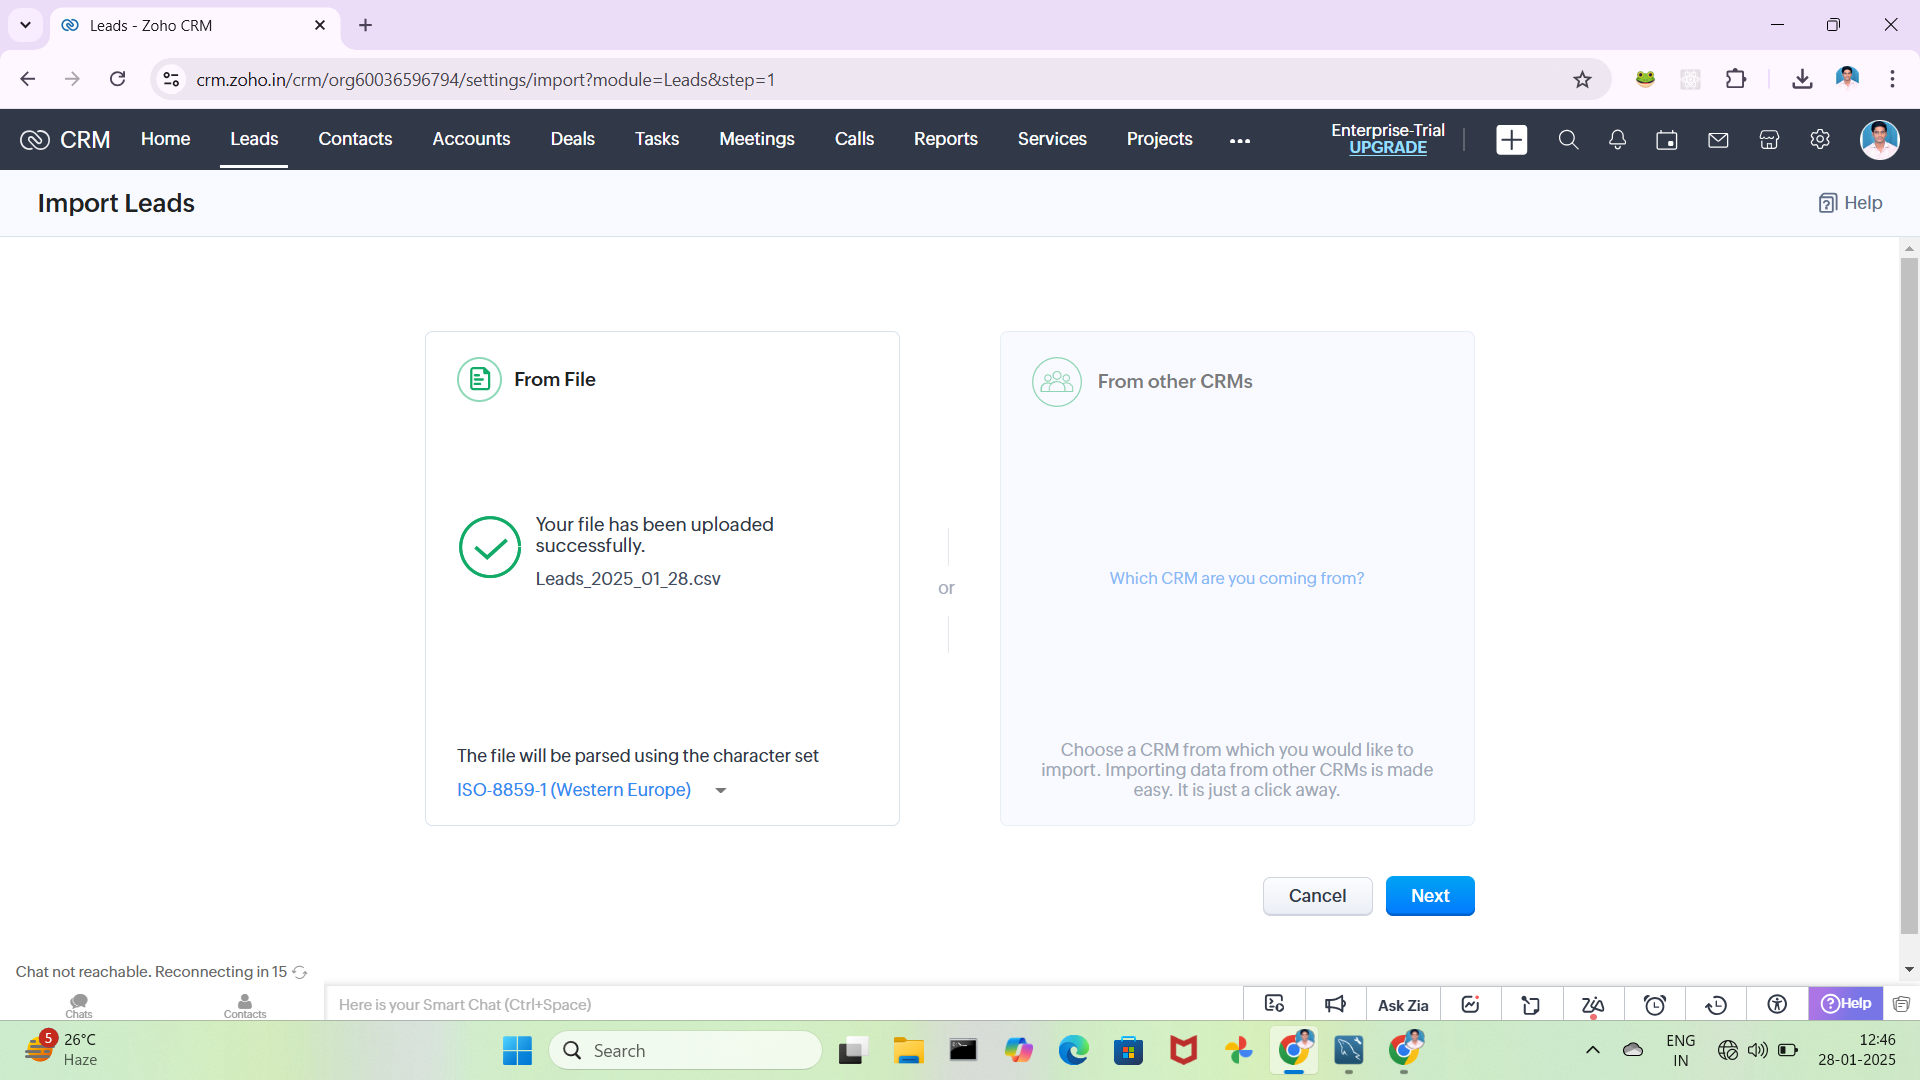 Leads - Zoho CRM
crm.zoho.in/crm/org60036596794/settings/import?module=Leads&step=1
CRM Home Leads Contacts Accounts Deals Tasks Meetings Calls Reports Services Projects ...
Enterprise-Trial
UPGRADE
Import Leads
Help
From File
Your file has been uploaded
successfully.
Leads_2025_01_28.csv
The file will be parsed using the character set
ISO-8859-1 (Western Europe)
or
From other CRMs
Which CRM are you coming from?
Choose a CRM from which you would like to
import. Importing data from other CRMs is made
easy. It is just a click away.
Cancel
Next
Chat not reachable. Reconnecting in 15
Chats
Contacts
Here is your Smart Chat (Ctrl+Space)
Ask Zia
Help
5
26°C
Haze
Search
ENG
IN
12:46
28-01-2025